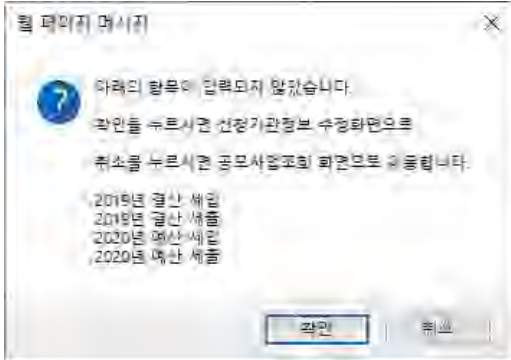 웹 페이지 메시지
아래의 항목이 입력되지 않았습니다.
확인을 누르시면 신청기관정보 수정화면으로
취소를 누르시면 공모사업조회 화면으로 이동합니다.
,2019년 결산 세입
,2019년 결산 세출
,2020년 예산 세입
,2020년 예산 세출
확인
취소